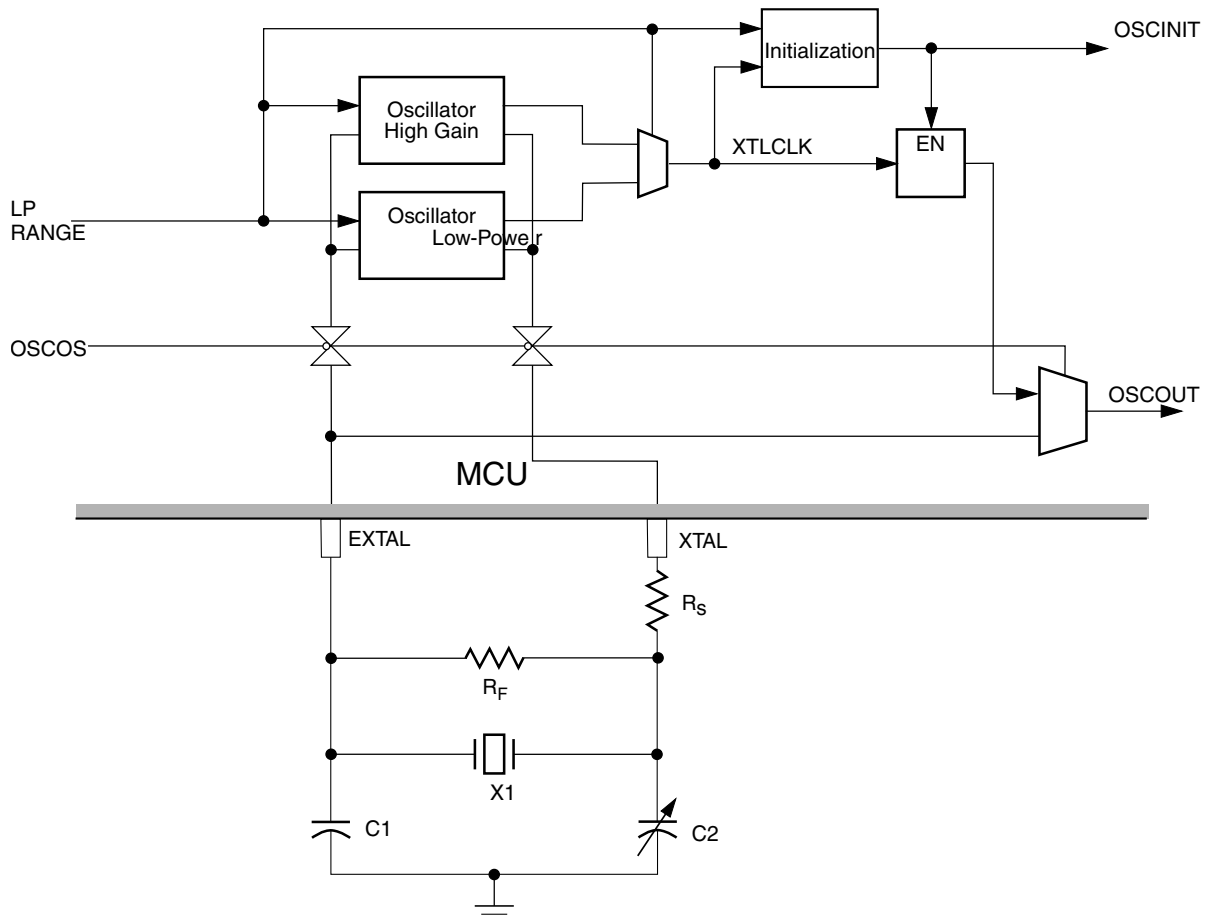 OSCINIT
Initialization
Oscillator
High Gain
XTLCLK
EN
LP
RANGE
Oscillator
Low-Powe r
OSCOS
OSCOUT
MCU
EXTAL
XTAL
RS
RF
X1
C1
C2